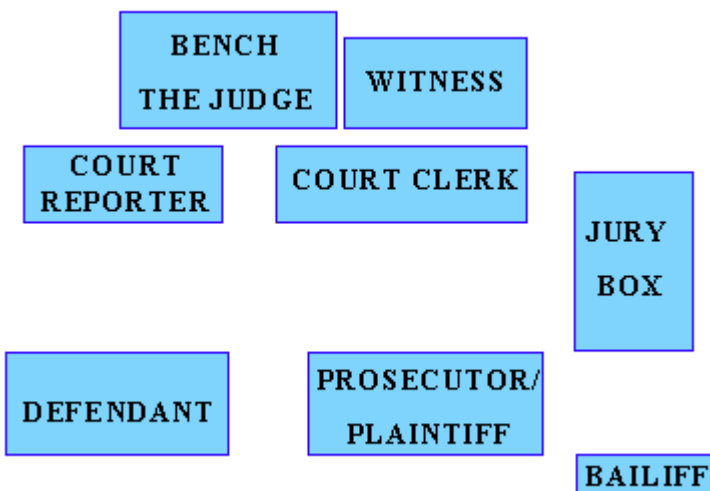 BENCH
THE JUDGE
WITNESS
COURT
REPORTER
COURT CLERK
JURY
BOX
DEFENDANT
PROSECUTOR/
PLAINTIFF
BAILIFF